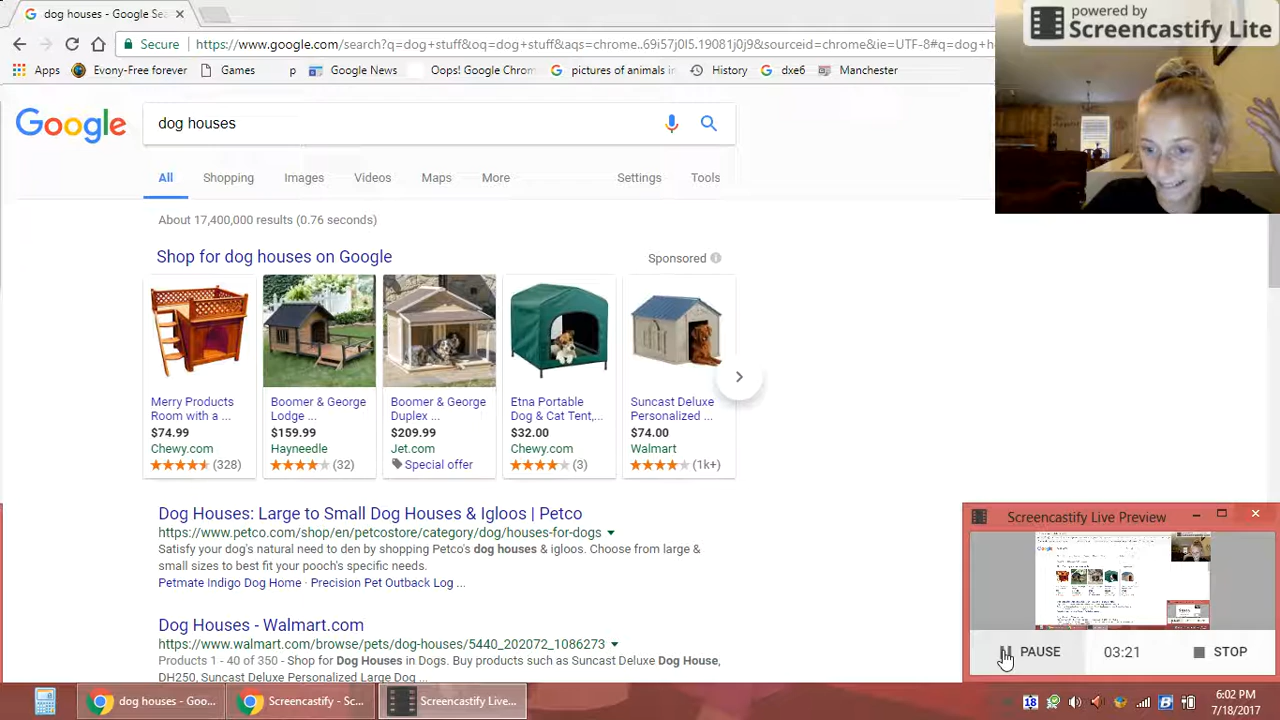 dog houses - Google Sea
powered by
Screencastify Lite
Secure
https://www.google.com/search?q=dog+stuff&oq=dog+stuff&aqs=chrome..69i57j0l5.19081j0j9&sourceid=chrome&ie=UTF-8#q=dog+h
Apps
Evony-Free forever
Games
p
Google News
Oops! Google Chrom
pictures of animals in
History
dxe6
Manchester
Google
dog houses
All
Shopping
Images
Videos
Maps
More
Settings
Tools
About 17,400,000 results (0.76 seconds)
Shop for dog houses on Google
Sponsored
Merry Products
Room with a ...
$74.99
Chewy.com
(328)
Boomer & George
Lodge ...
$159.99
Hayneedle
(32)
Boomer & George
Duplex ...
$209.99
Jet.com
Special offer
Etna Portable
Dog & Cat Tent,...
$32.00
Chewy.com
(3)
Suncast Deluxe
Personalized ...
$74.00
Walmart
(1k+)
Dog Houses: Large to Small Dog Houses & Igloos | Petco
https://www.petco.com/shop/en/petcostore/category/dog/houses-for-dogs
Satisfy your dog's natural need to den with Petco's dog houses & igloos. Choose from large &
small sizes to best fit your pooch's specific needs.
Petmate Indigo Dog Home · Precision Pet Outback Log ...
Dog Houses - Walmart.com
https://www.walmart.com/browse/pets/dog-houses/5440_202072_1086273
Products 1 - 40 of 350 - Shop for Dog Houses in Dogs. Buy products such as Suncast Deluxe Dog House,
DH250, Suncast Deluxe Personalized Large Dog ...
Screencastify Live Preview
PAUSE
03:21
STOP
dog houses - Goo...
Screencastify - Scr...
Screencastify Live...
18
6:02 PM
7/18/2017